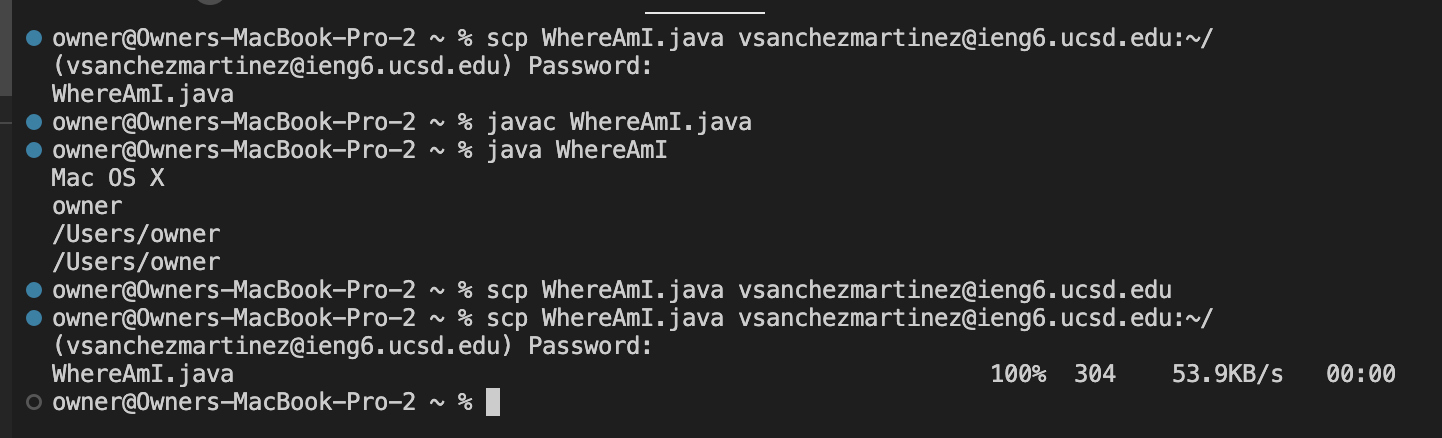 owner@Owners-MacBook-Pro-2 ~ % scp WhereAmI.java vsanchezmartinez@ieng6.ucsd.edu:~/
(vsanchezmartinez@ieng6.ucsd.edu) Password:
WhereAmI.java
owner@Owners-MacBook-Pro-2 ~ % javac WhereAmI.java
owner@Owners-MacBook-Pro-2 ~ % java WhereAmI
Mac OS X
owner
/Users/owner
/Users/owner
owner@Owners-MacBook-Pro-2 ~ % scp WhereAmI.java vsanchezmartinez@ieng6.ucsd.edu
owner@Owners-MacBook-Pro-2 ~ % scp WhereAmI.java vsanchezmartinez@ieng6.ucsd.edu:~/
(vsanchezmartinez@ieng6.ucsd.edu) Password:
WhereAmI.java 100% 304 53.9KB/s 00:00
owner@Owners-MacBook-Pro-2 ~ %